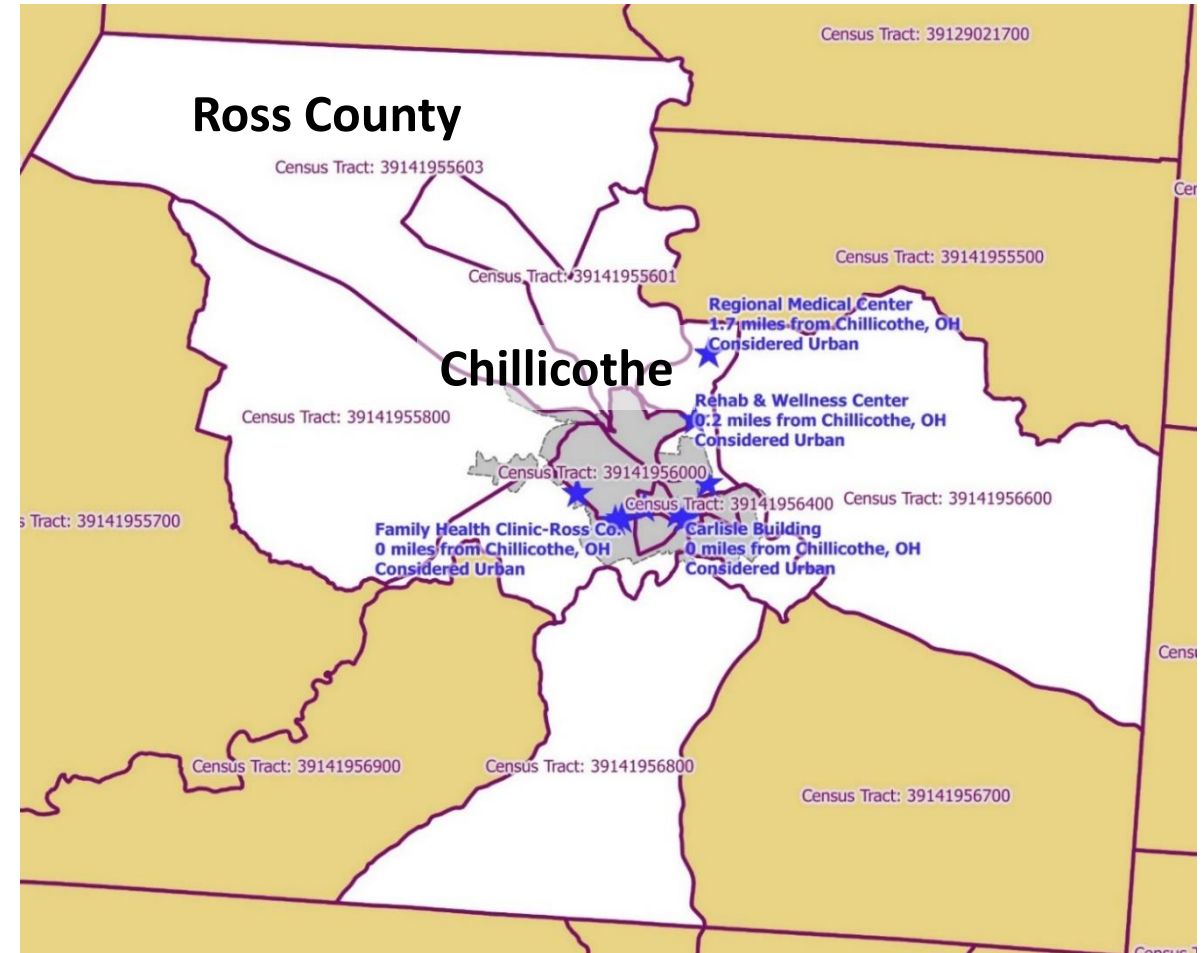 Census Tract: 39129021700
Ross County
Census Tract: 39141955603
Cen
Census Tract: 39141955500
Census Tract: 39141955601
Regional Medical Center
1.7 miles from Chillicothe, OH
Considered Urban
Chillicothe
Rehab & Wellness Center
0.2 miles from Chillicothe, OH
Considered Urban
Census Tract: 39141955800
Census Tract: 39141956000
Census Tract: 39141956400
Census Tract: 39141956600
s Tract: 39141955700
Family Health Clinic-Ross Co.
0 miles from Chillicothe, OH
Considered Urban
Carlisle Building
0 miles from Chillicothe, OH
Considered Urban
Censu
Census Tract: 39141956900
Census Tract: 39141956800
Census Tract: 39141956700